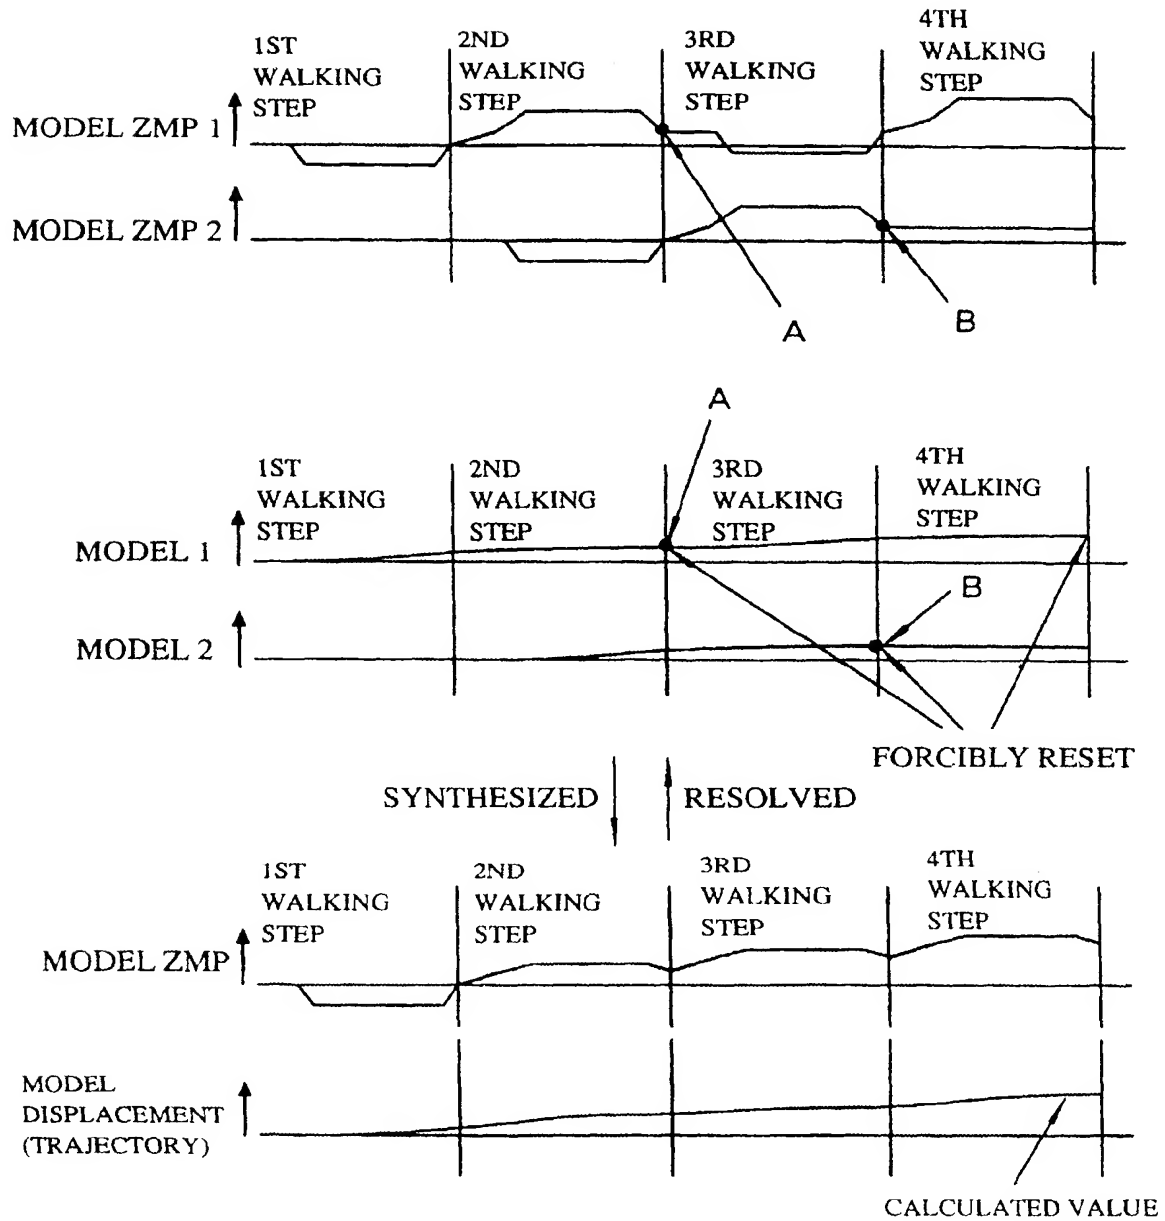 1ST
WALKING
STEP
2ND
WALKING
STEP
3RD
WALKING
STEP
4TH
WALKING
STEP
MODEL ZMP 1
MODEL ZMP 2
A
B
A
1ST
WALKING
STEP
2ND
WALKING
STEP
3RD
WALKING
STEP
4TH
WALKING
STEP
MODEL 1
B
MODEL 2
FORCIBLY RESET
SYNTHESIZED
RESOLVED
1ST
WALKING
STEP
2ND
WALKING
STEP
3RD
WALKING
STEP
4TH
WALKING
STEP
MODEL ZMP
MODEL
DISPLACEMENT
(TRAJECTORY)
CALCULATED VALUE